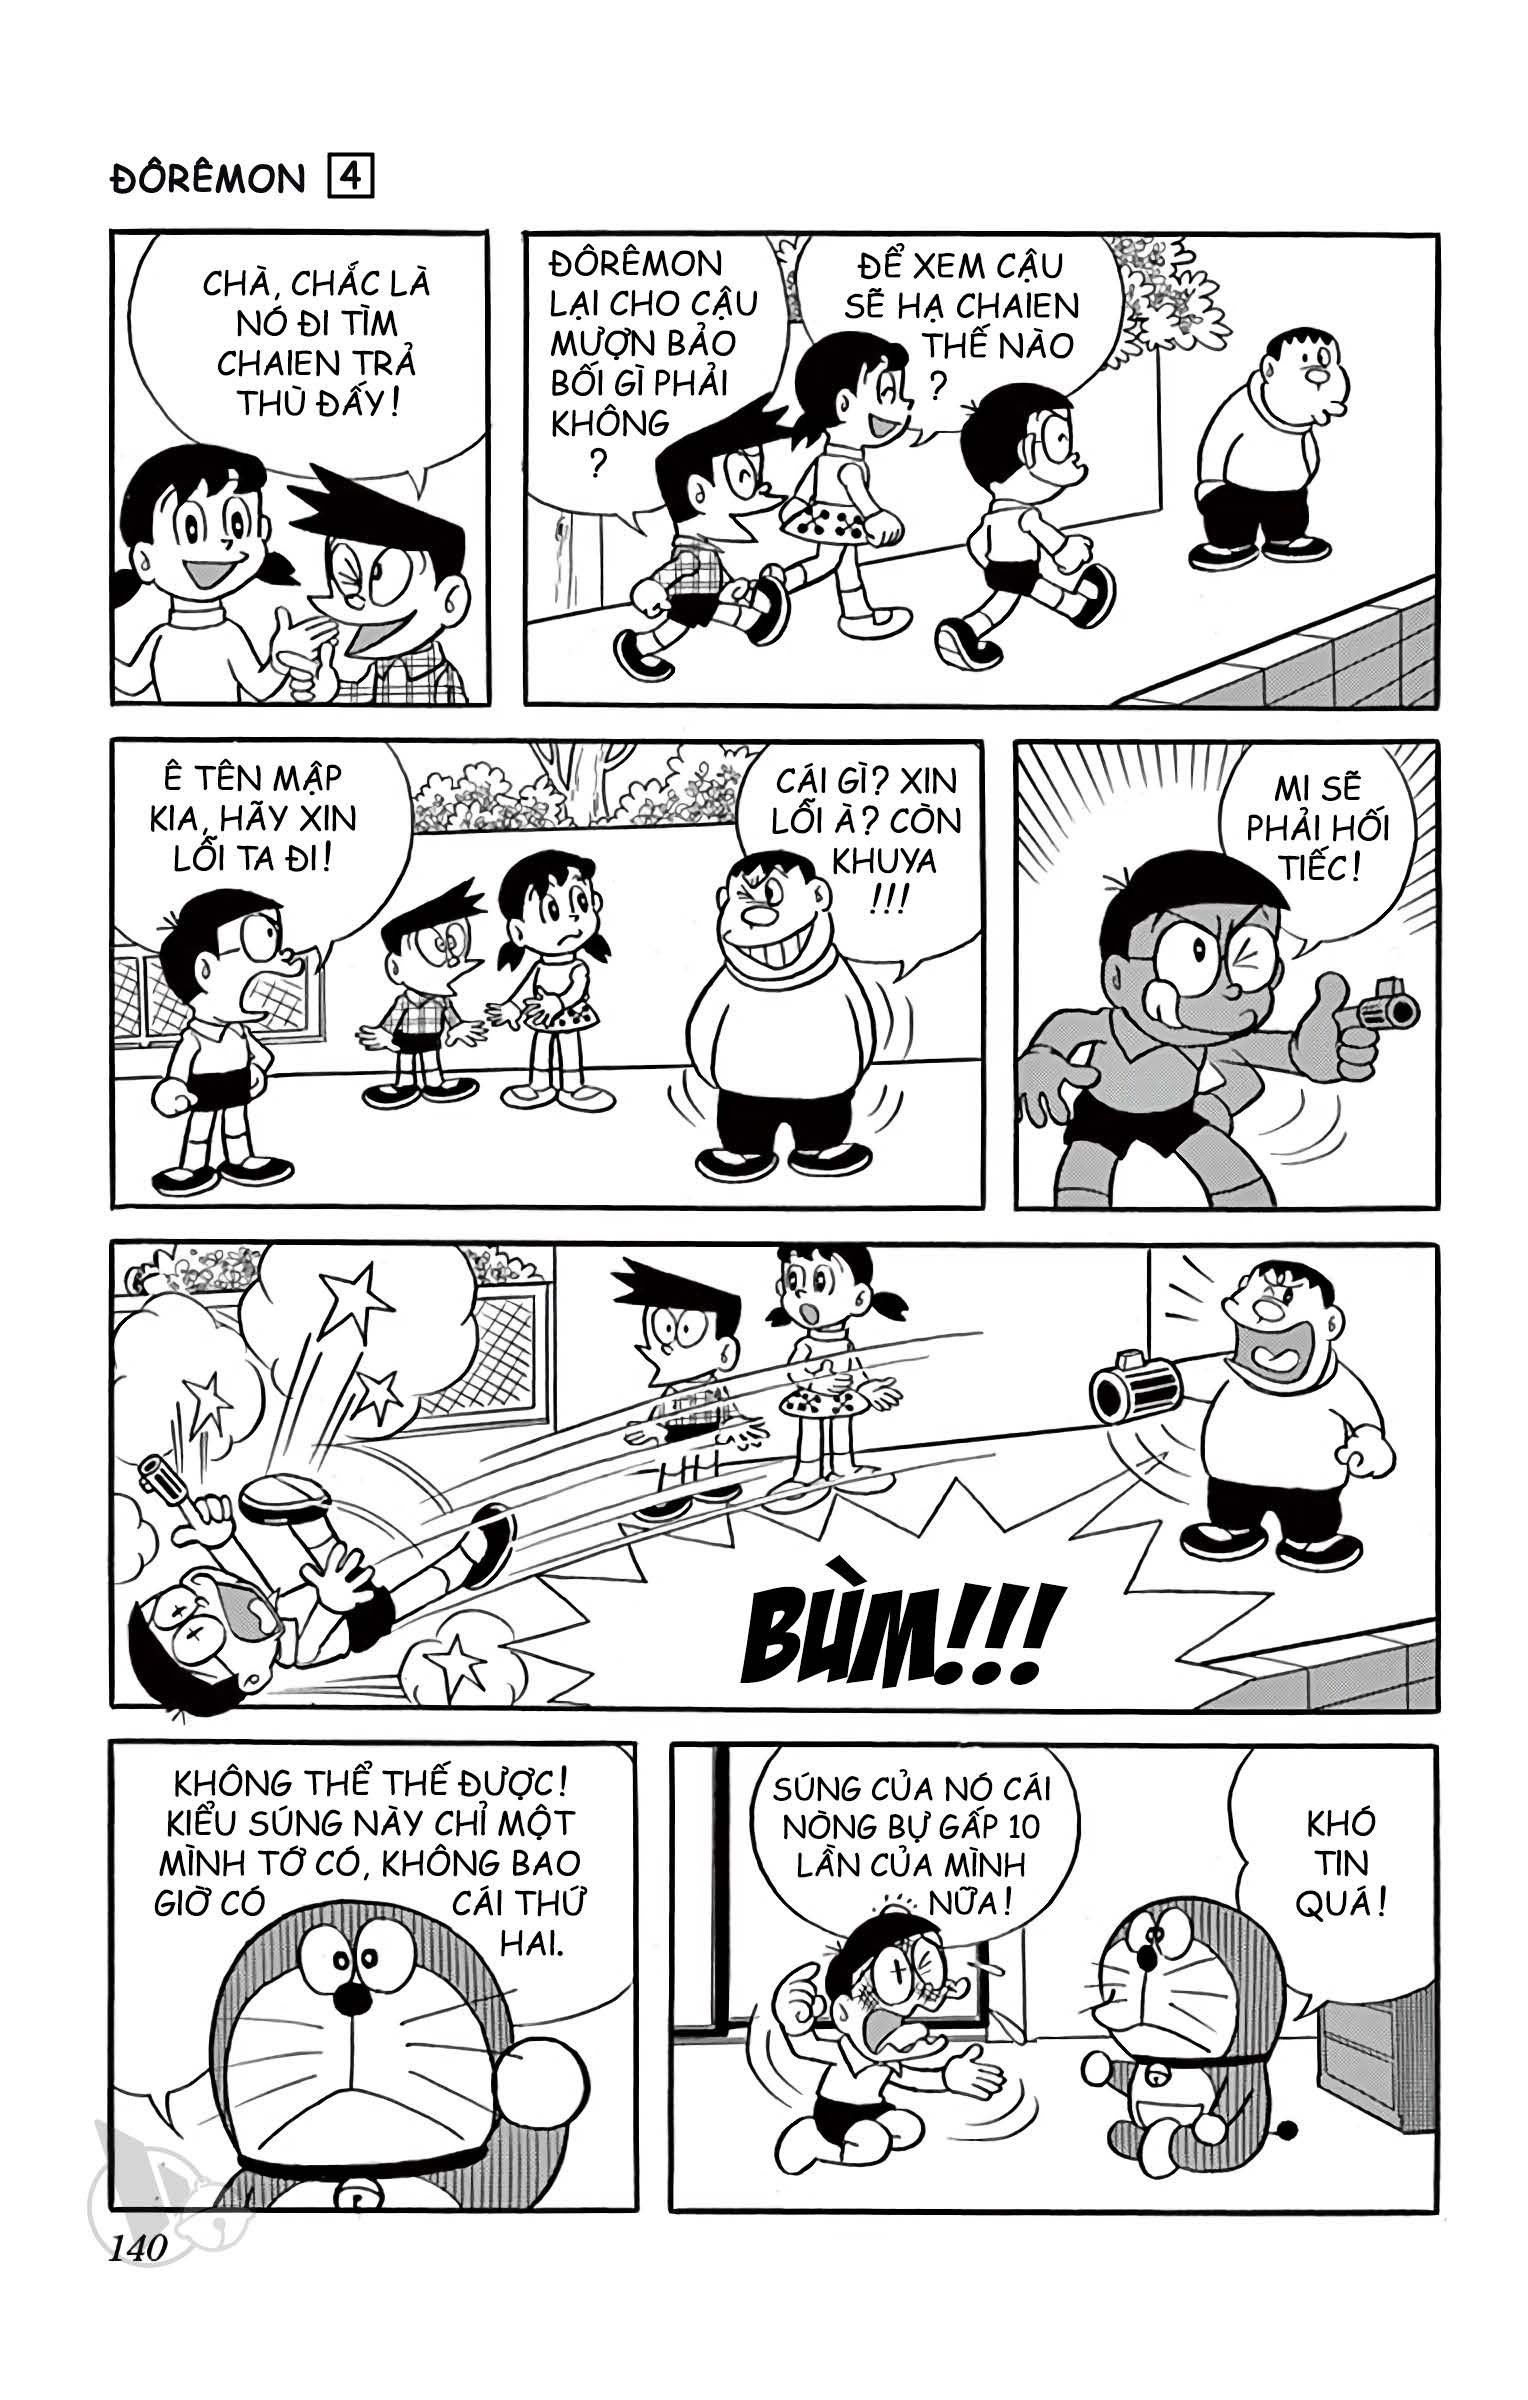 ĐÔRÊMON 4
CHÀ, CHẮC LÀ
NÓ ĐI TÌM
CHAIEN TRẢ
THÙ ĐẤY!
ĐÔRÊMON
LẠI CHO CẬU
MƯỢN BẢO
BỐI GÌ PHẢI
KHÔNG
?
ĐỂ XEM CẬU
SẼ HẠ CHAIEN
THẾ NÀO
?
Ê TÊN MẬP
KIA, HÃY XIN
LỖI TA ĐI!
CÁI GÌ? XIN
LỖI À? CÒN
KHUYA
!!!
MI SẼ
PHẢI HỐI
TIẾC!
BÙM!!!
KHÔNG THỂ THẾ ĐƯỢC!
KIỂU SÚNG NÀY CHỈ MỘT
MÌNH TỚ CÓ, KHÔNG BAO
GIỜ CÓ CÁI THỨ
HAI.
SÚNG CỦA NÓ CÁI
NÒNG BỰ GẤP 10
LẦN CỦA MÌNH
NỮA!
KHÓ
TIN
QUÁ!
140